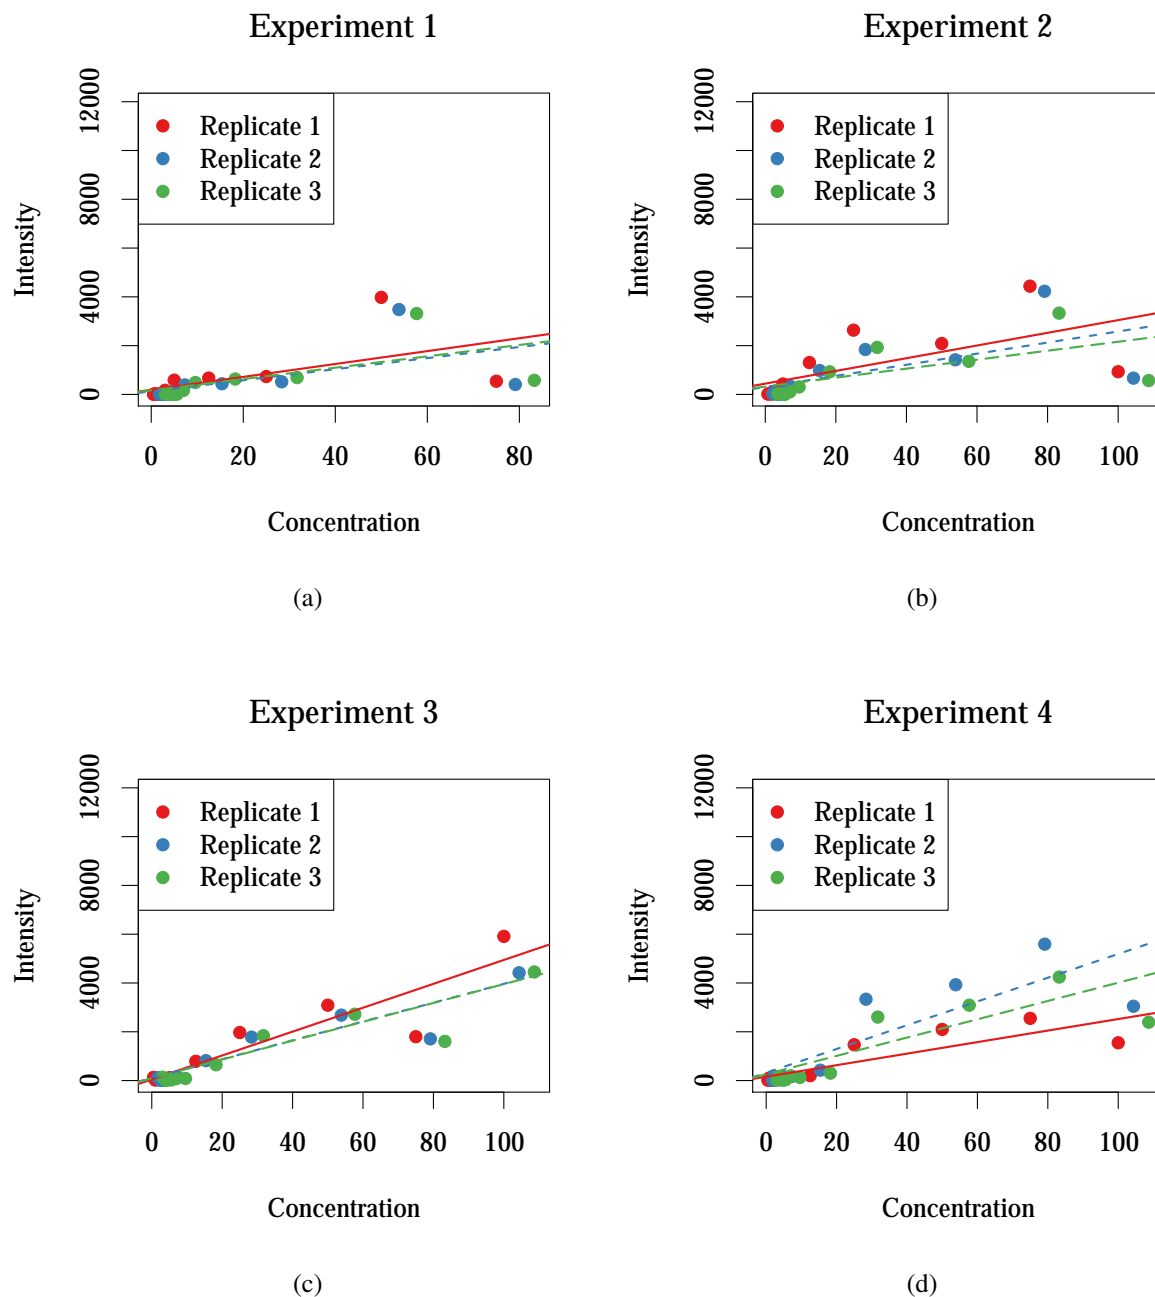 Experiment 1
12000
8000
4000
0
Intensity
Replicate 1
Replicate 2
Replicate 3
0 20 40 60 80
Concentration
(a)
Experiment 2
12000
8000
4000
0
Intensity
Replicate 1
Replicate 2
Replicate 3
0 20 40 60 80 100
Concentration
(b)
Experiment 3
12000
8000
4000
0
Intensity
Replicate 1
Replicate 2
Replicate 3
0 20 40 60 80 100
Concentration
(c)
Experiment 4
12000
8000
4000
0
Intensity
Replicate 1
Replicate 2
Replicate 3
0 20 40 60 80 100
Concentration
(d)